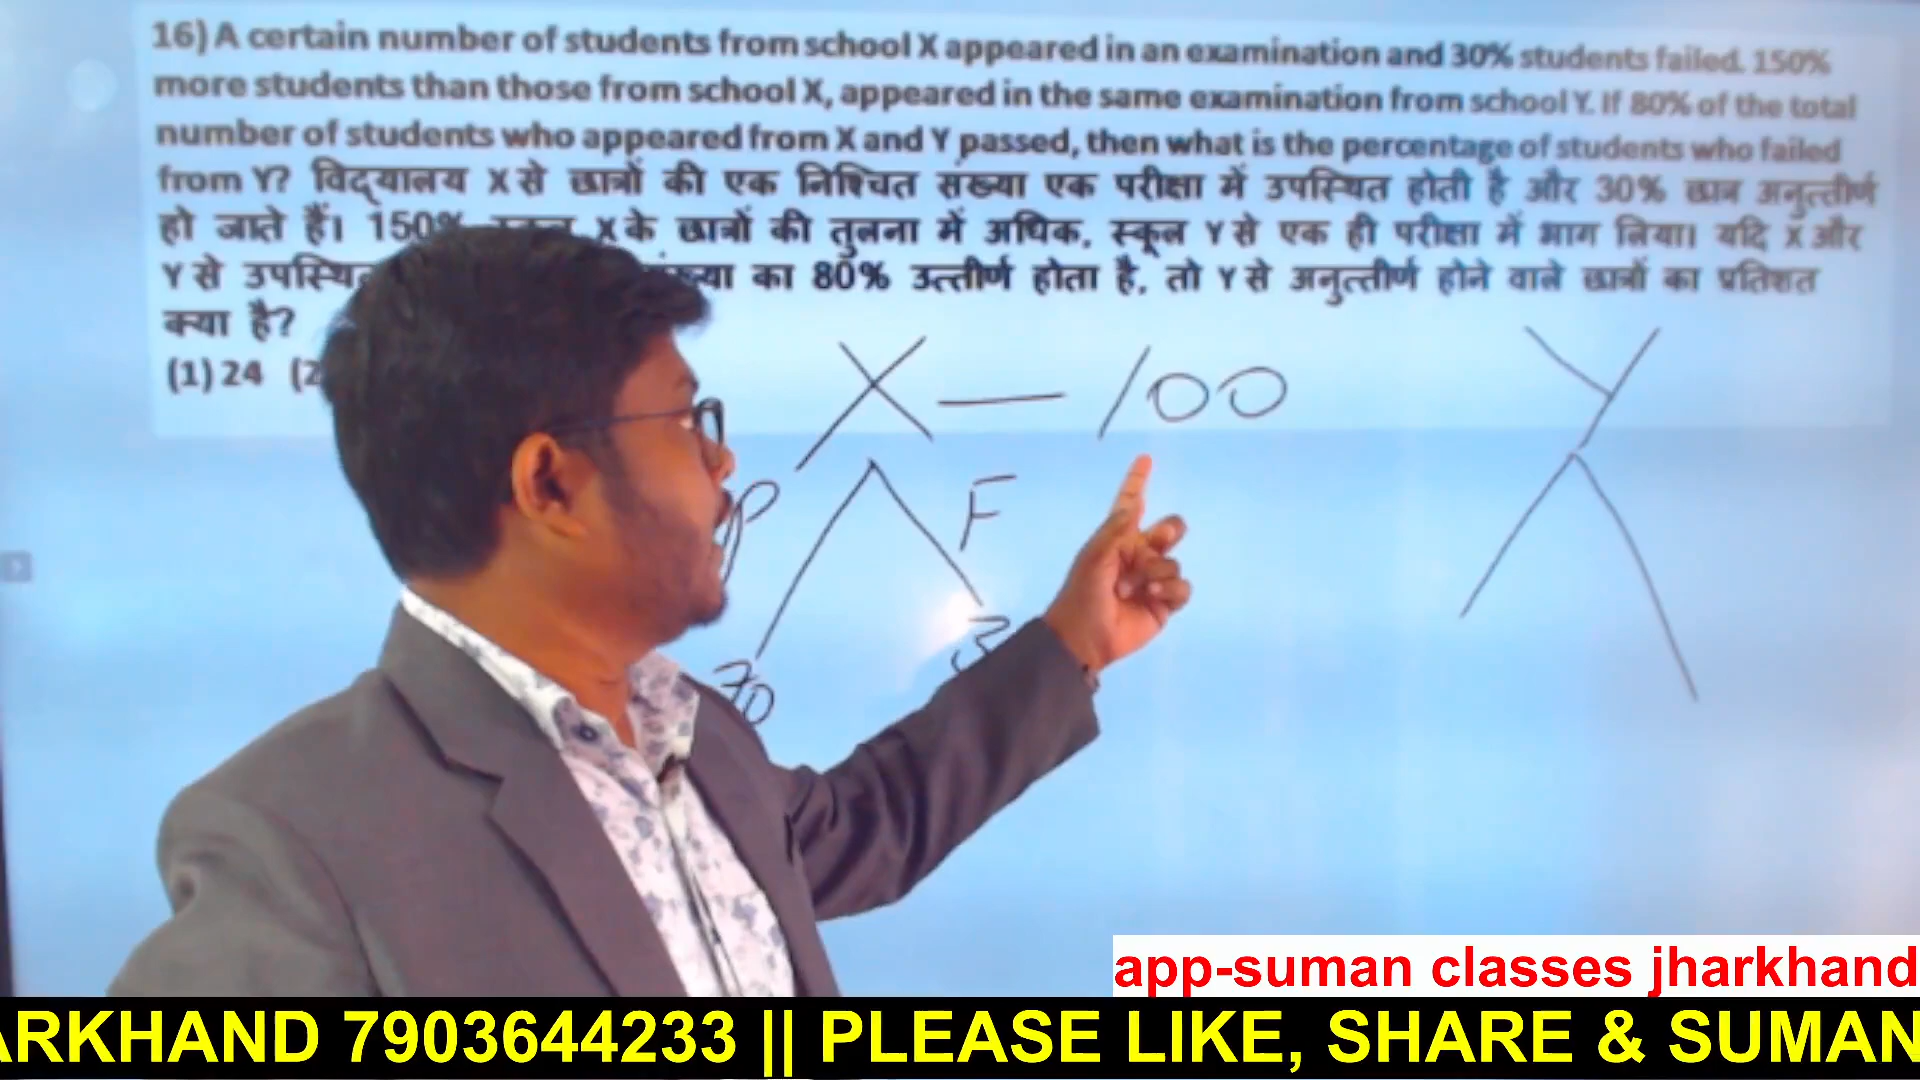 16) A certain number of students from school X appeared in an examination and 30% students failed. 150%
more students than those from school X, appeared in the same examination from school Y. If 80% of the total
number of students who appeared from X and Y passed, then what is the percentage of students who failed
from Y? विद्यालय X से छात्रों की एक निश्चित संख्या एक परीक्षा में उपस्थित होती है और 30% छात्र अनुत्तीर्ण
हो जाते हैं। 150% X के छात्रों की तुलना में अधिक, स्कूल Y से एक ही परीक्षा में भाग लिया। यदि X और
Y से का 80% उत्तीर्ण होता है, तो Y से अनुत्तीर्ण होने वाले छात्रों का प्रतिशत
क्या है?
(1) 24 (2
X — 100
Y
P
F
70
3
app-suman classes jharkhand
ARKHAND 7903644233 || PLEASE LIKE, SHARE & SUMAN